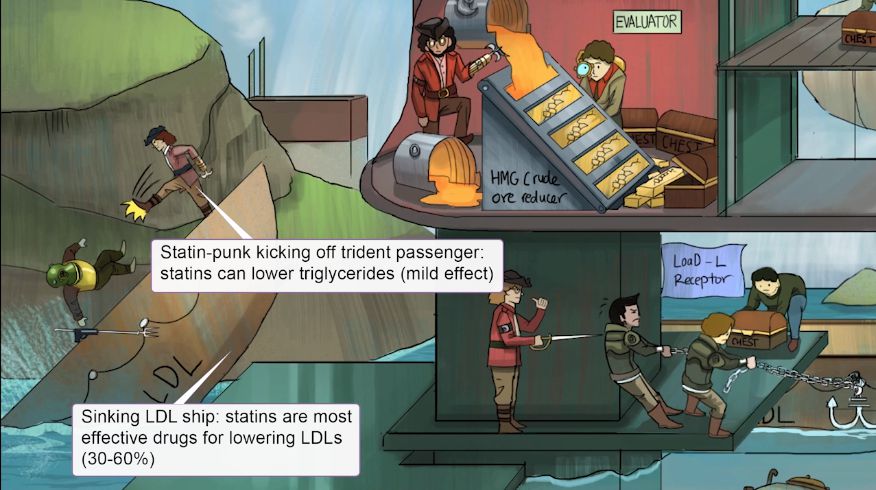 EVALUATOR
CHEST
CHEST
CHEST
HMG Crude
ore reducer
Statin-punk kicking off trident passenger:
statins can lower triglycerides (mild effect)
LoaD-L
Receptor
CHEST
LDL
Sinking LDL ship: statins are most
effective drugs for lowering LDLs
(30-60%)